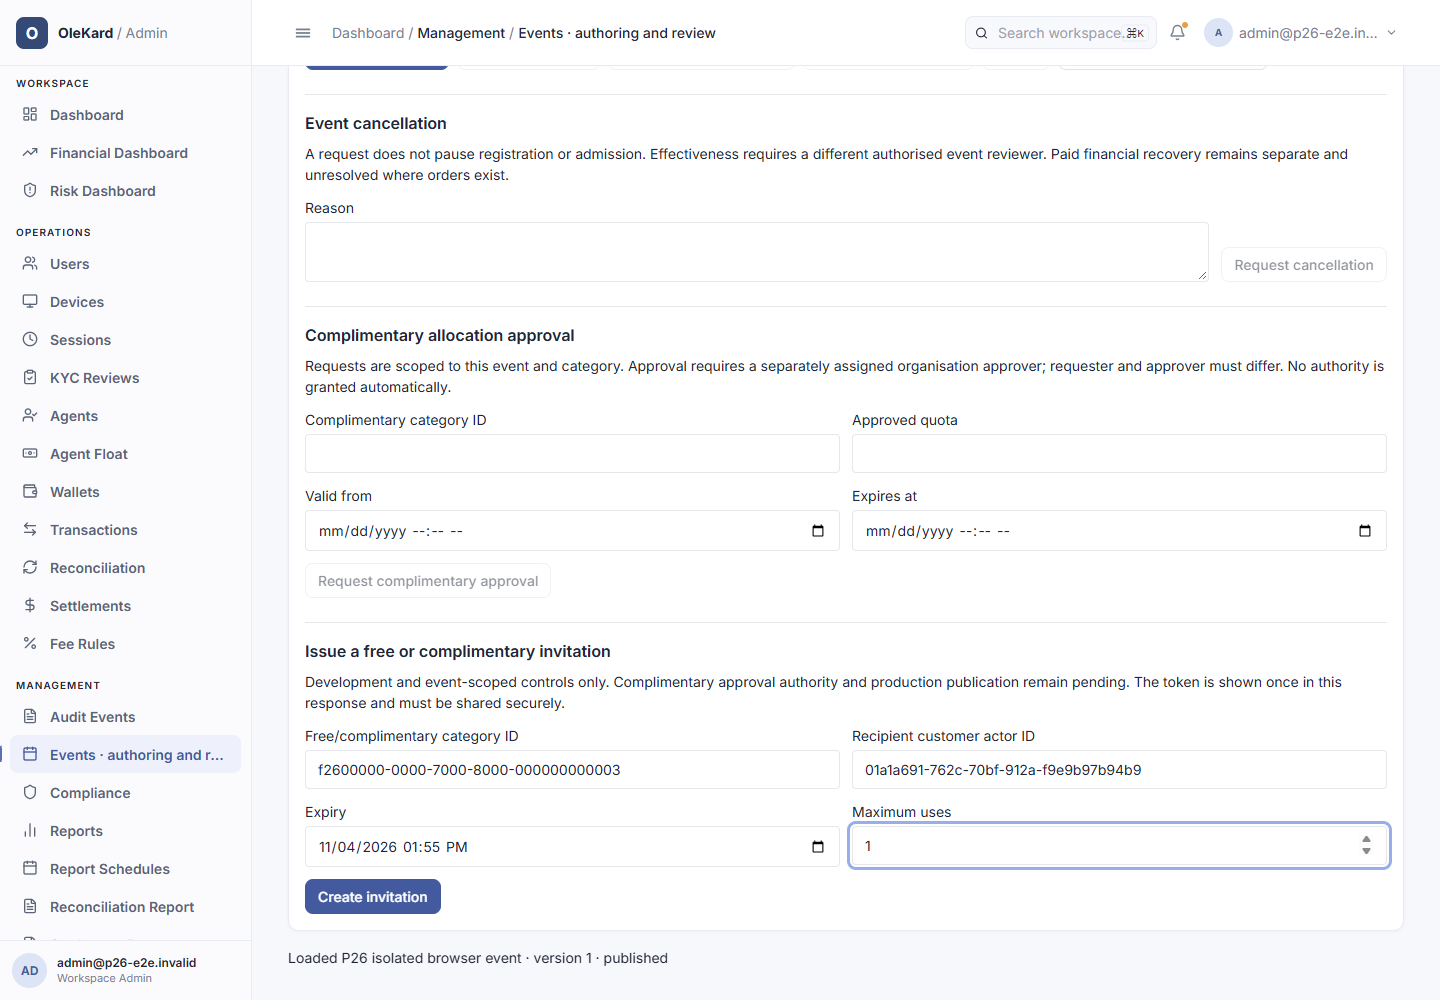 O OleKard / Admin
Dashboard / Management / Events · authoring and review
Search workspace. ⌘K
A admin@p26-e2e.in...
WORKSPACE
Dashboard
Financial Dashboard
Risk Dashboard
OPERATIONS
Users
Devices
Sessions
KYC Reviews
Agents
Agent Float
Wallets
Transactions
Reconciliation
Settlements
Fee Rules
MANAGEMENT
Audit Events
Events · authoring and r...
Compliance
Reports
Report Schedules
Reconciliation Report
AD admin@p26-e2e.invalid
Workspace Admin
Event cancellation
A request does not pause registration or admission. Effectiveness requires a different authorised event reviewer. Paid financial recovery remains separate and
unresolved where orders exist.
Reason
Request cancellation
Complimentary allocation approval
Requests are scoped to this event and category. Approval requires a separately assigned organisation approver; requester and approver must differ. No authority is
granted automatically.
Complimentary category ID
Approved quota
Valid from
Expires at
mm/dd/yyyy --:-- --
mm/dd/yyyy --:-- --
Request complimentary approval
Issue a free or complimentary invitation
Development and event-scoped controls only. Complimentary approval authority and production publication remain pending. The token is shown once in this
response and must be shared securely.
Free/complimentary category ID
Recipient customer actor ID
f2600000-0000-7000-8000-000000000003
01a1a691-762c-70bf-912a-f9e9b97b94b9
Expiry
Maximum uses
11/04/2026 01:55 PM
1
Create invitation
Loaded P26 isolated browser event · version 1 · published